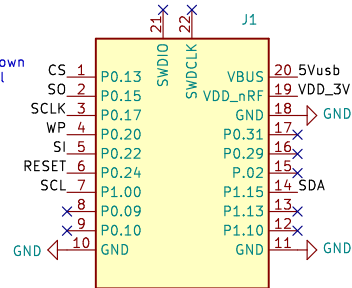 J1
own
l
21 22
SWDIO SWDCLK
CS 1 P0.13 VBUS 20 5Vusb
SO 2 P0.15 VDD_nRF 19 VDD_3V
SCLK 3 P0.17 GND 18 GND
WP 4 P0.20 P0.31 17
SI 5 P0.22 P0.29 16
RESET 6 P0.24 P.02 15
SCL 7 P1.00 P1.15 14 SDA
8 P0.09 P1.13 13
9 P0.10 P1.10 12
GND 10 GND GND 11 GND